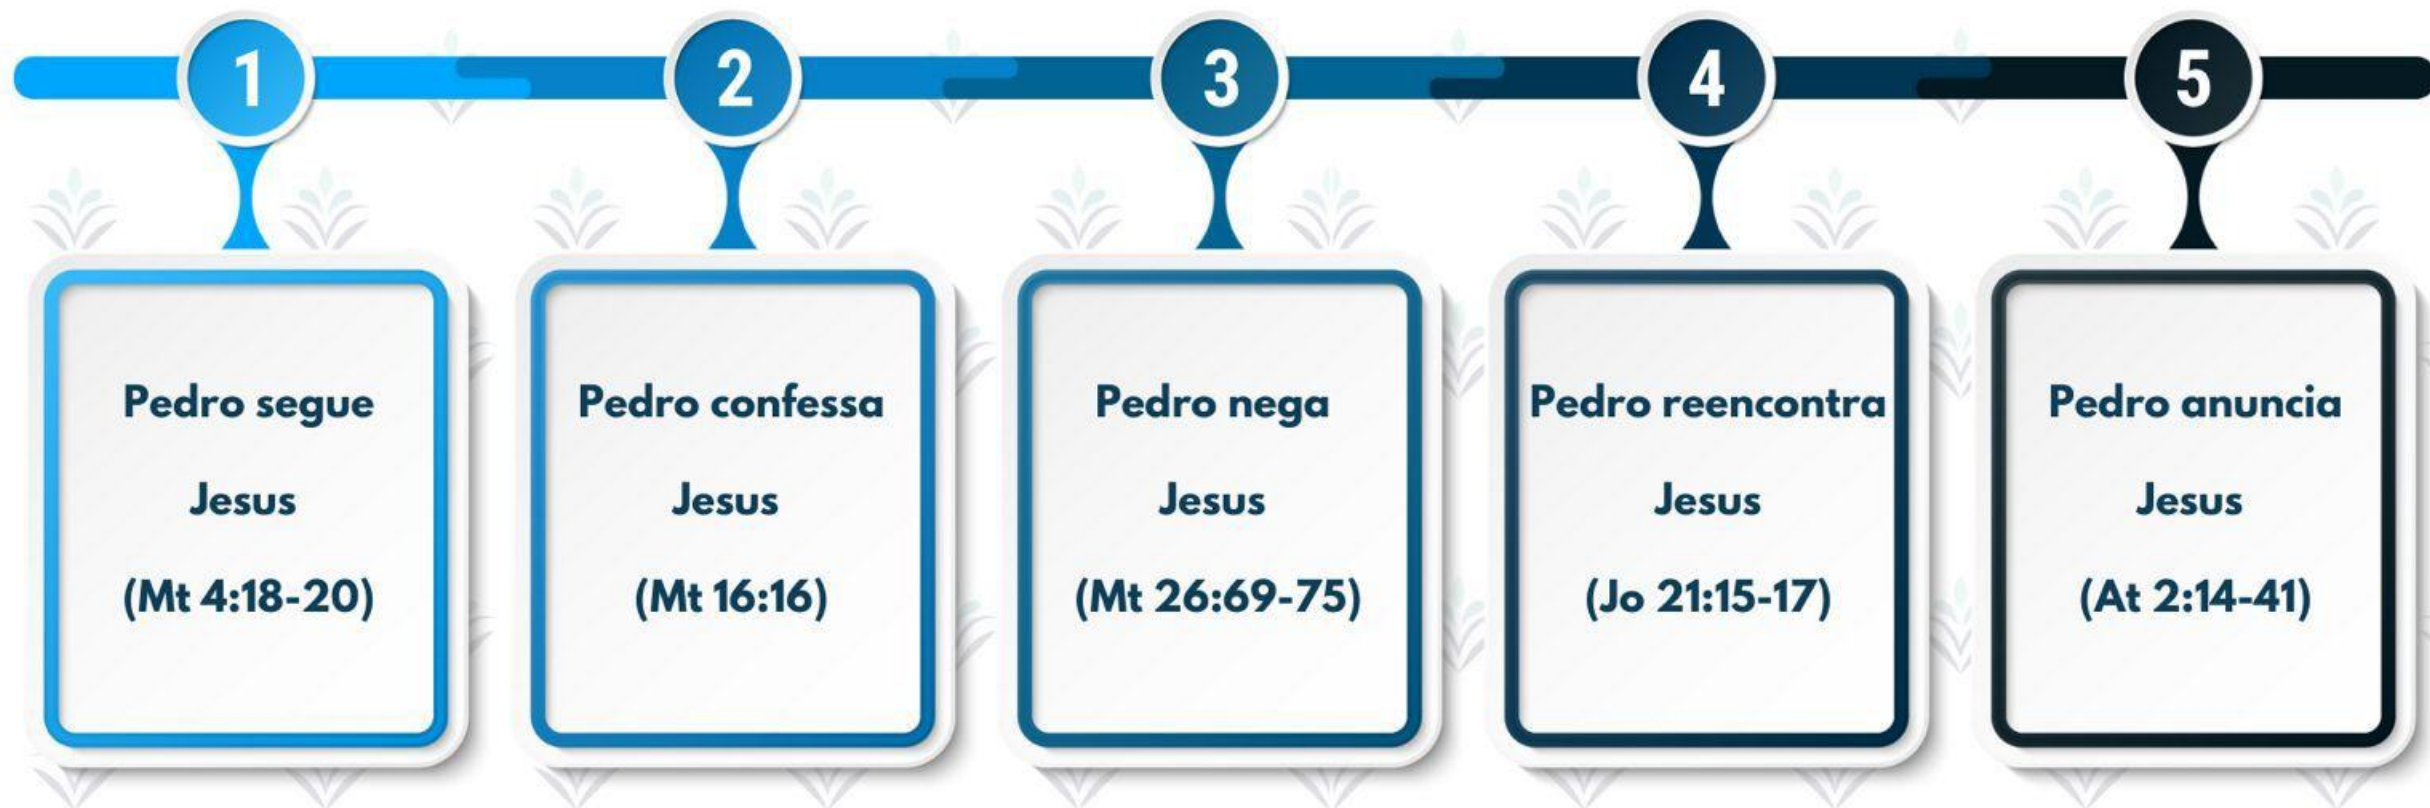 1
2
3
4
5
Pedro segue
Jesus
(Mt 4:18-20)
Pedro confessa
Jesus
(Mt 16:16)
Pedro nega
Jesus
(Mt 26:69-75)
Pedro reencontra
Jesus
(Jo 21:15-17)
Pedro anuncia
Jesus
(At 2:14-41)